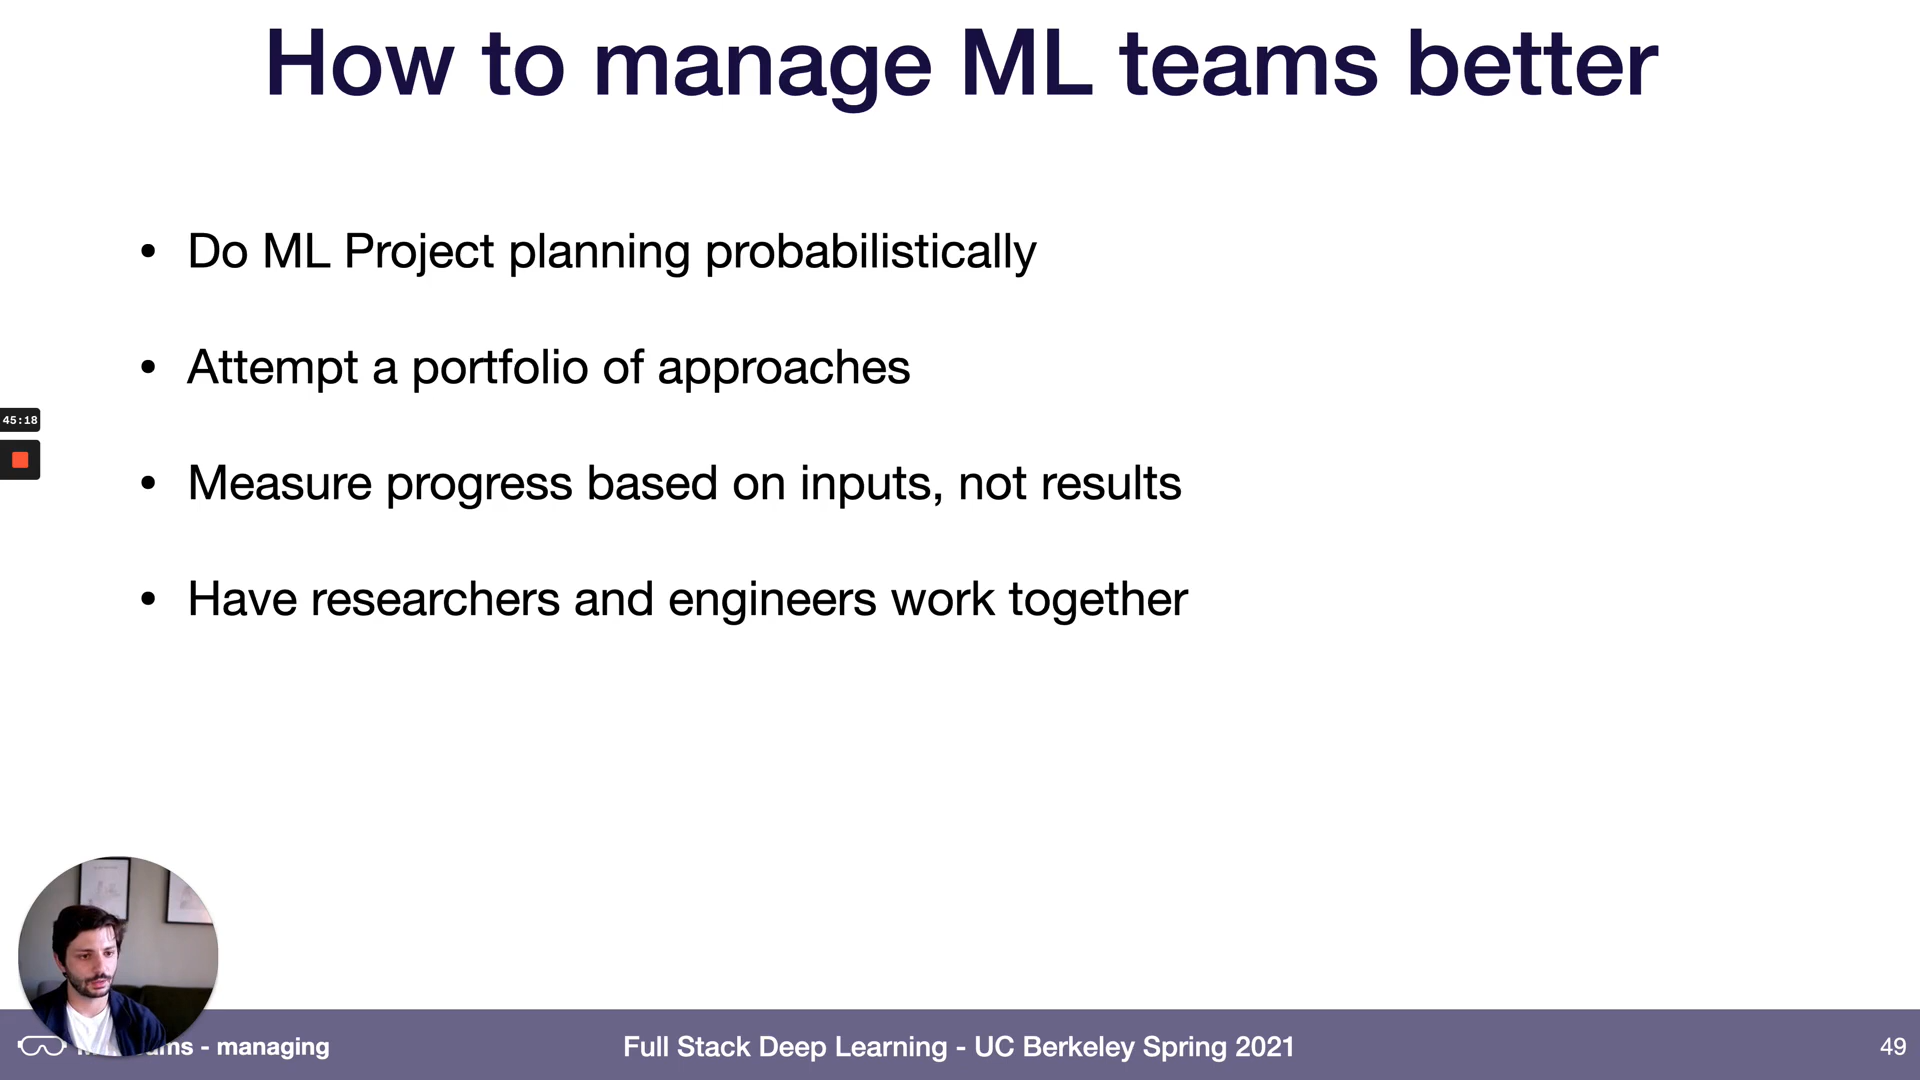 How to manage ML teams better
• Do ML Project planning probabilistically
• Attempt a portfolio of approaches
45:18
• Measure progress based on inputs, not results
• Have researchers and engineers work together
- managing
Full Stack Deep Learning - UC Berkeley Spring 2021
49